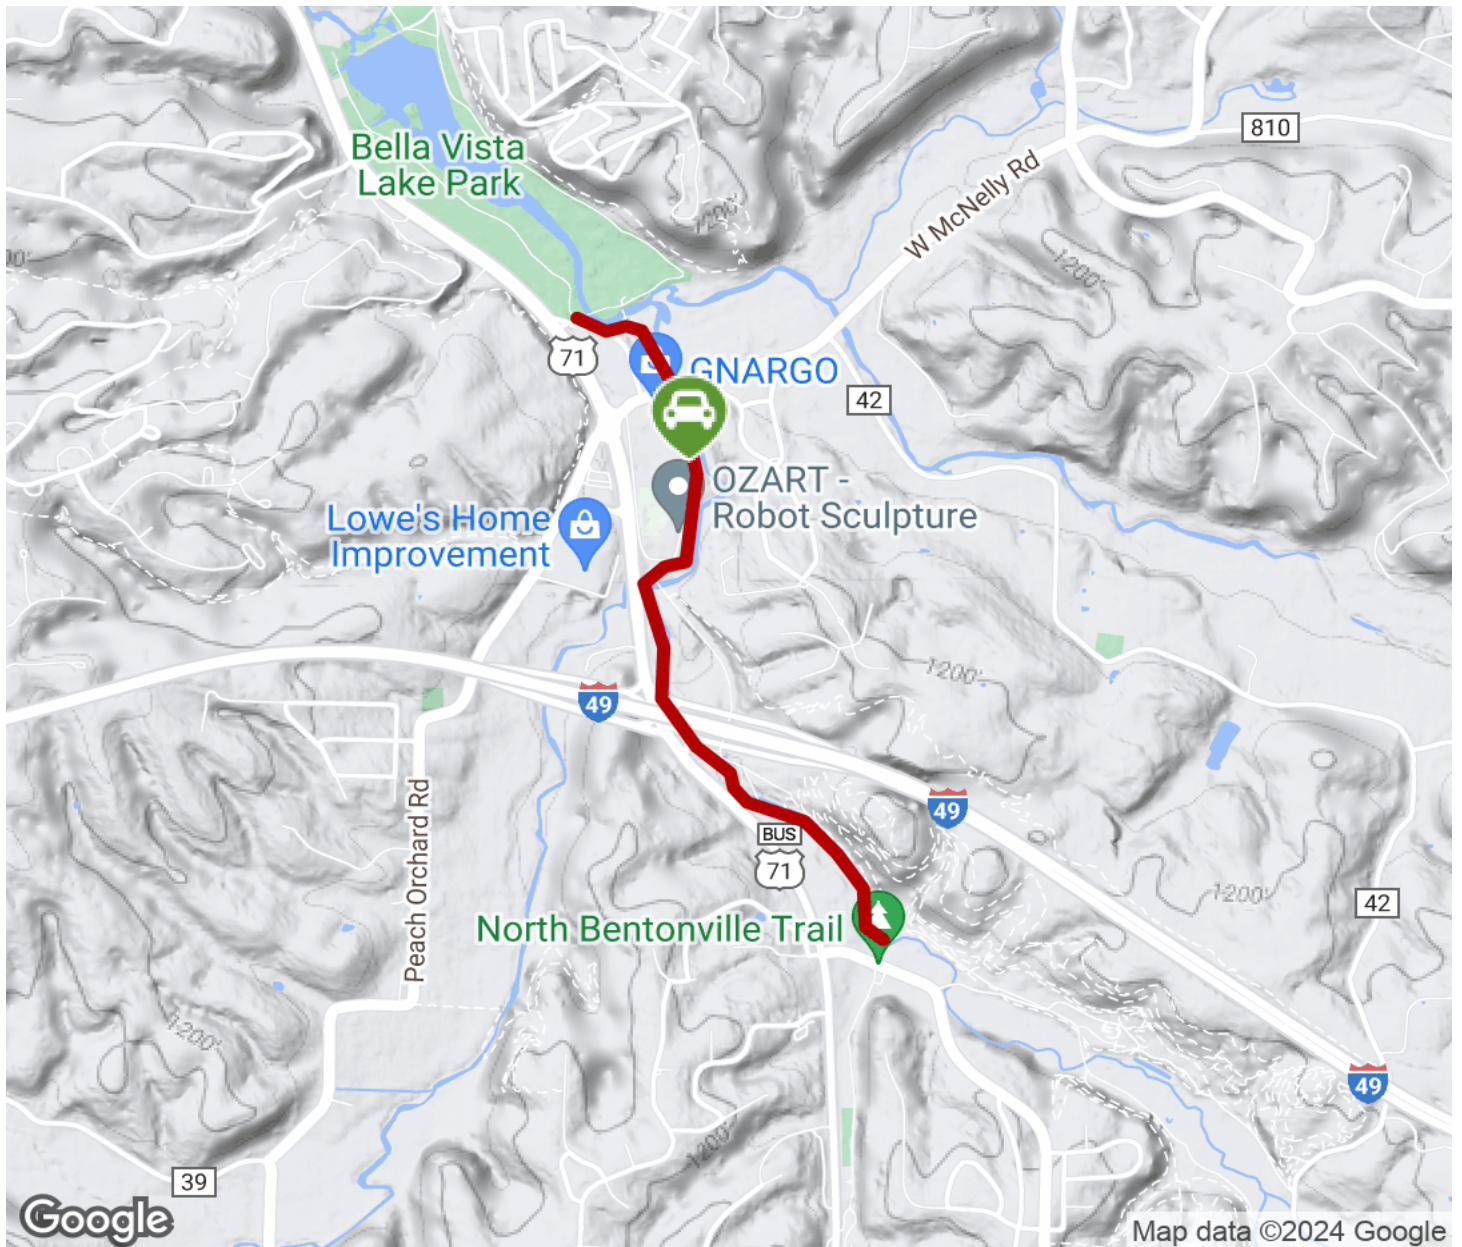 810
Bella Vista
Lake Park
W McNelly Rd
1200'
1200'
00'
71
GNARGO
42
OZART -
Robot Sculpture
Lowe's Home
Improvement
1200'
49
49
Peach Orchard Rd
BUS
71
1200'
42
North Bentonville Trail
1200'
49
1200'
39
Google
Map data ©2024 Google